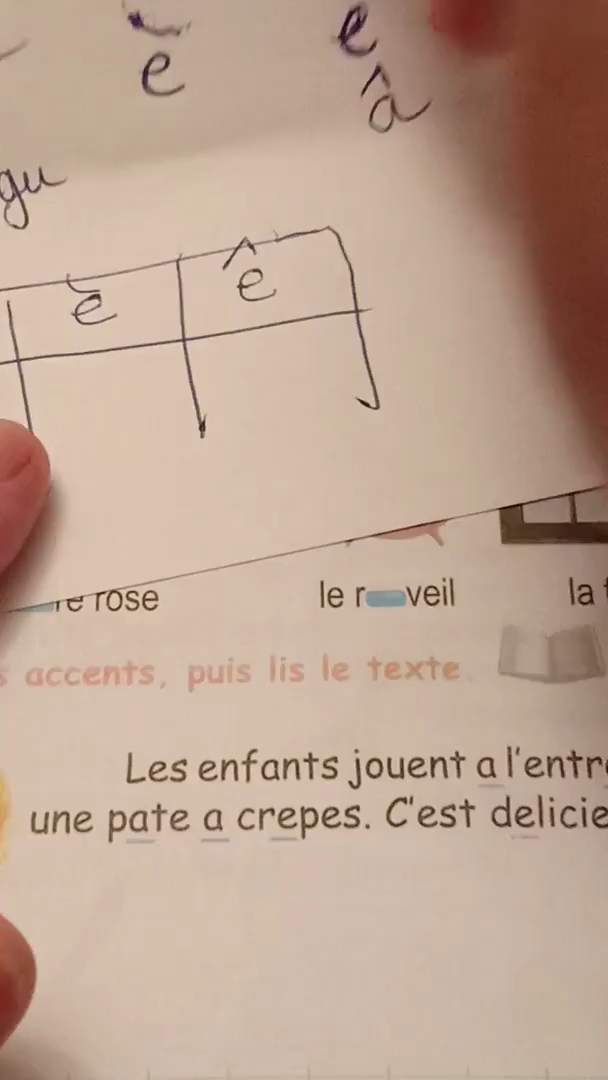 è e
à
gu
è ê
re rose le r veil la
accents, puis lis le texte
Les enfants jouent a l'entr
une pate a crepes. C'est delicie